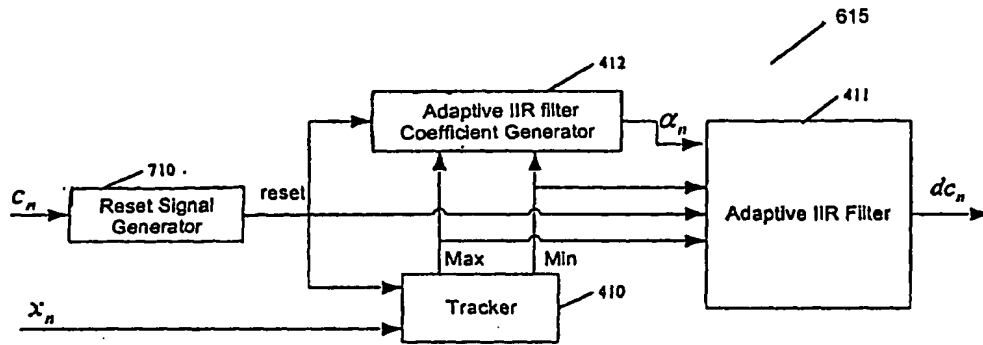 615
412
Adaptive IIR filter
Coefficient Generator
αₙ
411
710
cₙ
Reset Signal
Generator
reset
Adaptive IIR Filter
dcₙ
Max
Min
xₙ
Tracker
410